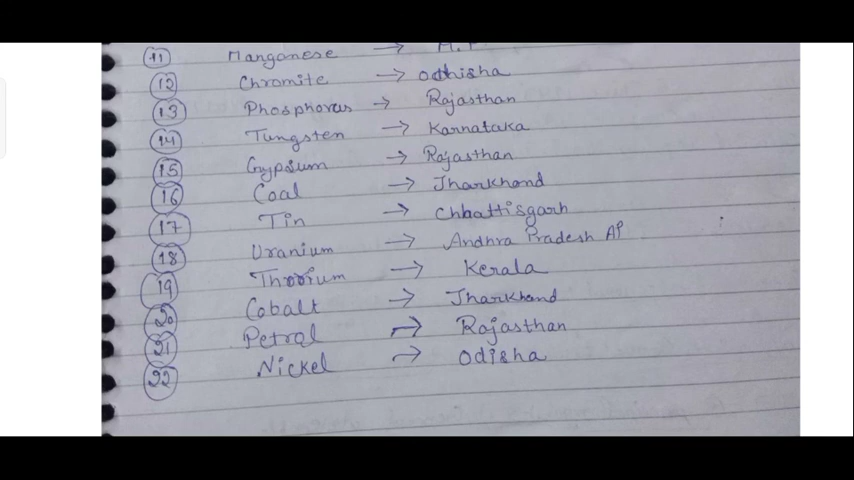 11 Manganese → M.P
12 Chromite → Odhisha
13 Phosphorus → Rajasthan
14 Tungsten → Karnataka
15 Gypsium → Rajasthan
16 Coal → Jharkhand
17 Tin → Chhattisgarh
18 Uranium → Andhra Pradesh AP
19 Thorium → Kerala
20 Cobalt → Jharkhand
21 Petrol → Rajasthan
22 Nickel → Odisha